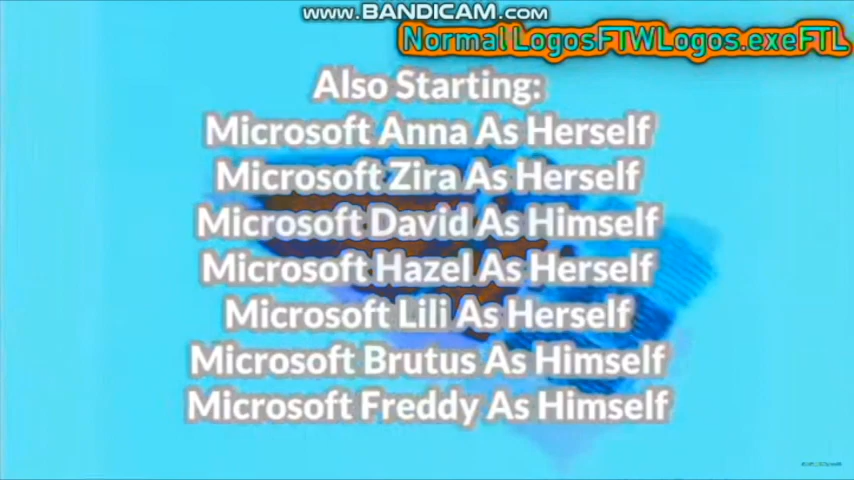 www.BANDICAM.com
Normal LogosFTWLogos.exeFTL
Also Starting:
Microsoft Anna As Herself
Microsoft Zira As Herself
Microsoft David As Himself
Microsoft Hazel As Herself
Microsoft Lili As Herself
Microsoft Brutus As Himself
Microsoft Freddy As Himself